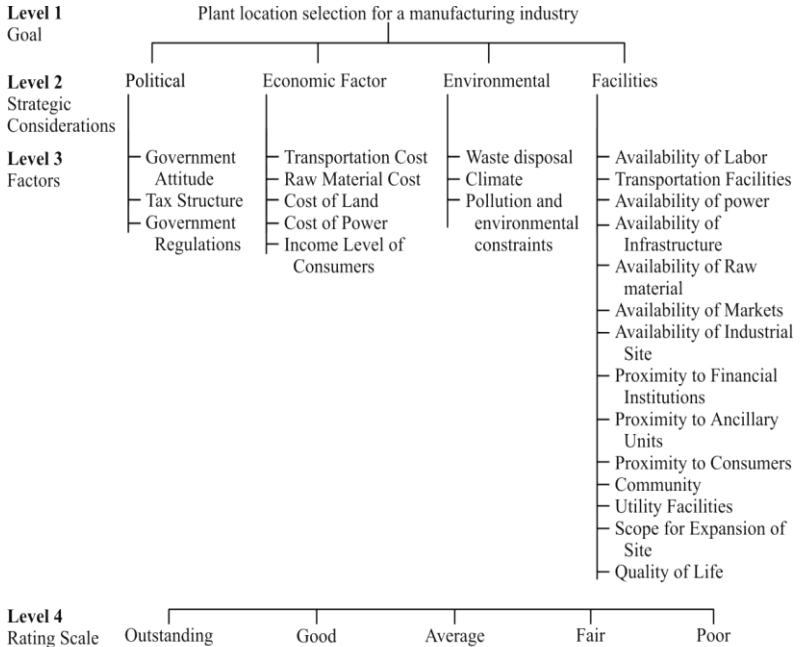 Level 1
Goal
Plant location selection for a manufacturing industry
Level 2
Strategic
Considerations
Political
Economic Factor
Environmental
Facilities
Level 3
Factors
Government
Attitude
Tax Structure
Government
Regulations
Transportation Cost
Raw Material Cost
Cost of Land
Cost of Power
Income Level of
Consumers
Waste disposal
Climate
Pollution and
environmental
constraints
Availability of Labor
Transportation Facilities
Availability of power
Availability of
Infrastructure
Availability of Raw
material
Availability of Markets
Availability of Industrial
Site
Proximity to Financial
Institutions
Proximity to Ancillary
Units
Proximity to Consumers
Community
Utility Facilities
Scope for Expansion of
Site
Quality of Life
Level 4
Rating Scale
Outstanding
Good
Average
Fair
Poor